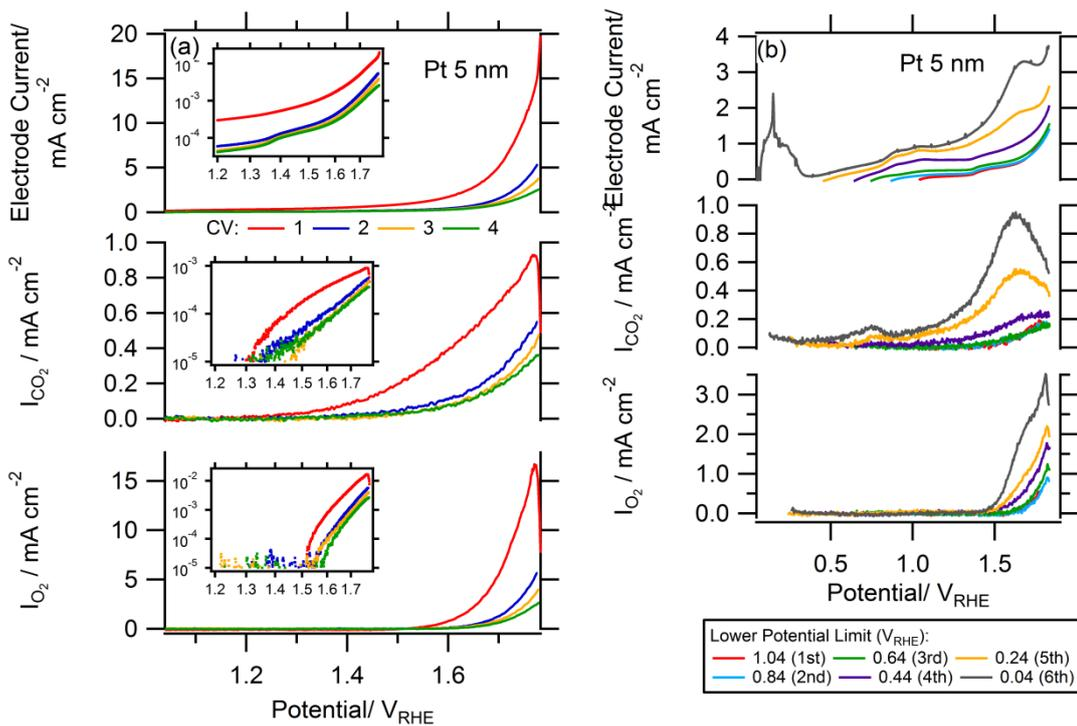 (a)
Pt 5 nm
Electrode Current/
mA cm-2
20
15
10
5
0
10-2
10-3
10-4
1.2 1.3 1.4 1.5 1.6 1.7
CV: 1 2 3 4
ICO2 / mA cm-2
1.0
0.8
0.6
0.4
0.2
0.0
10-3
10-4
10-5
1.2 1.3 1.4 1.5 1.6 1.7
IO2 / mA cm-2
15
10
5
0
10-2
10-3
10-4
10-5
1.2 1.3 1.4 1.5 1.6 1.7
1.2 1.4 1.6
Potential/ VRHE
(b)
Pt 5 nm
Electrode Current/
mA cm-2
4
3
2
1
0
ICO2 / mA cm-2
1.0
0.8
0.6
0.4
0.2
0.0
IO2 / mA cm-2
3.0
2.0
1.0
0.0
0.5 1.0 1.5
Potential/ VRHE
Lower Potential Limit (VRHE):
1.04 (1st) 0.64 (3rd) 0.24 (5th)
0.84 (2nd) 0.44 (4th) 0.04 (6th)